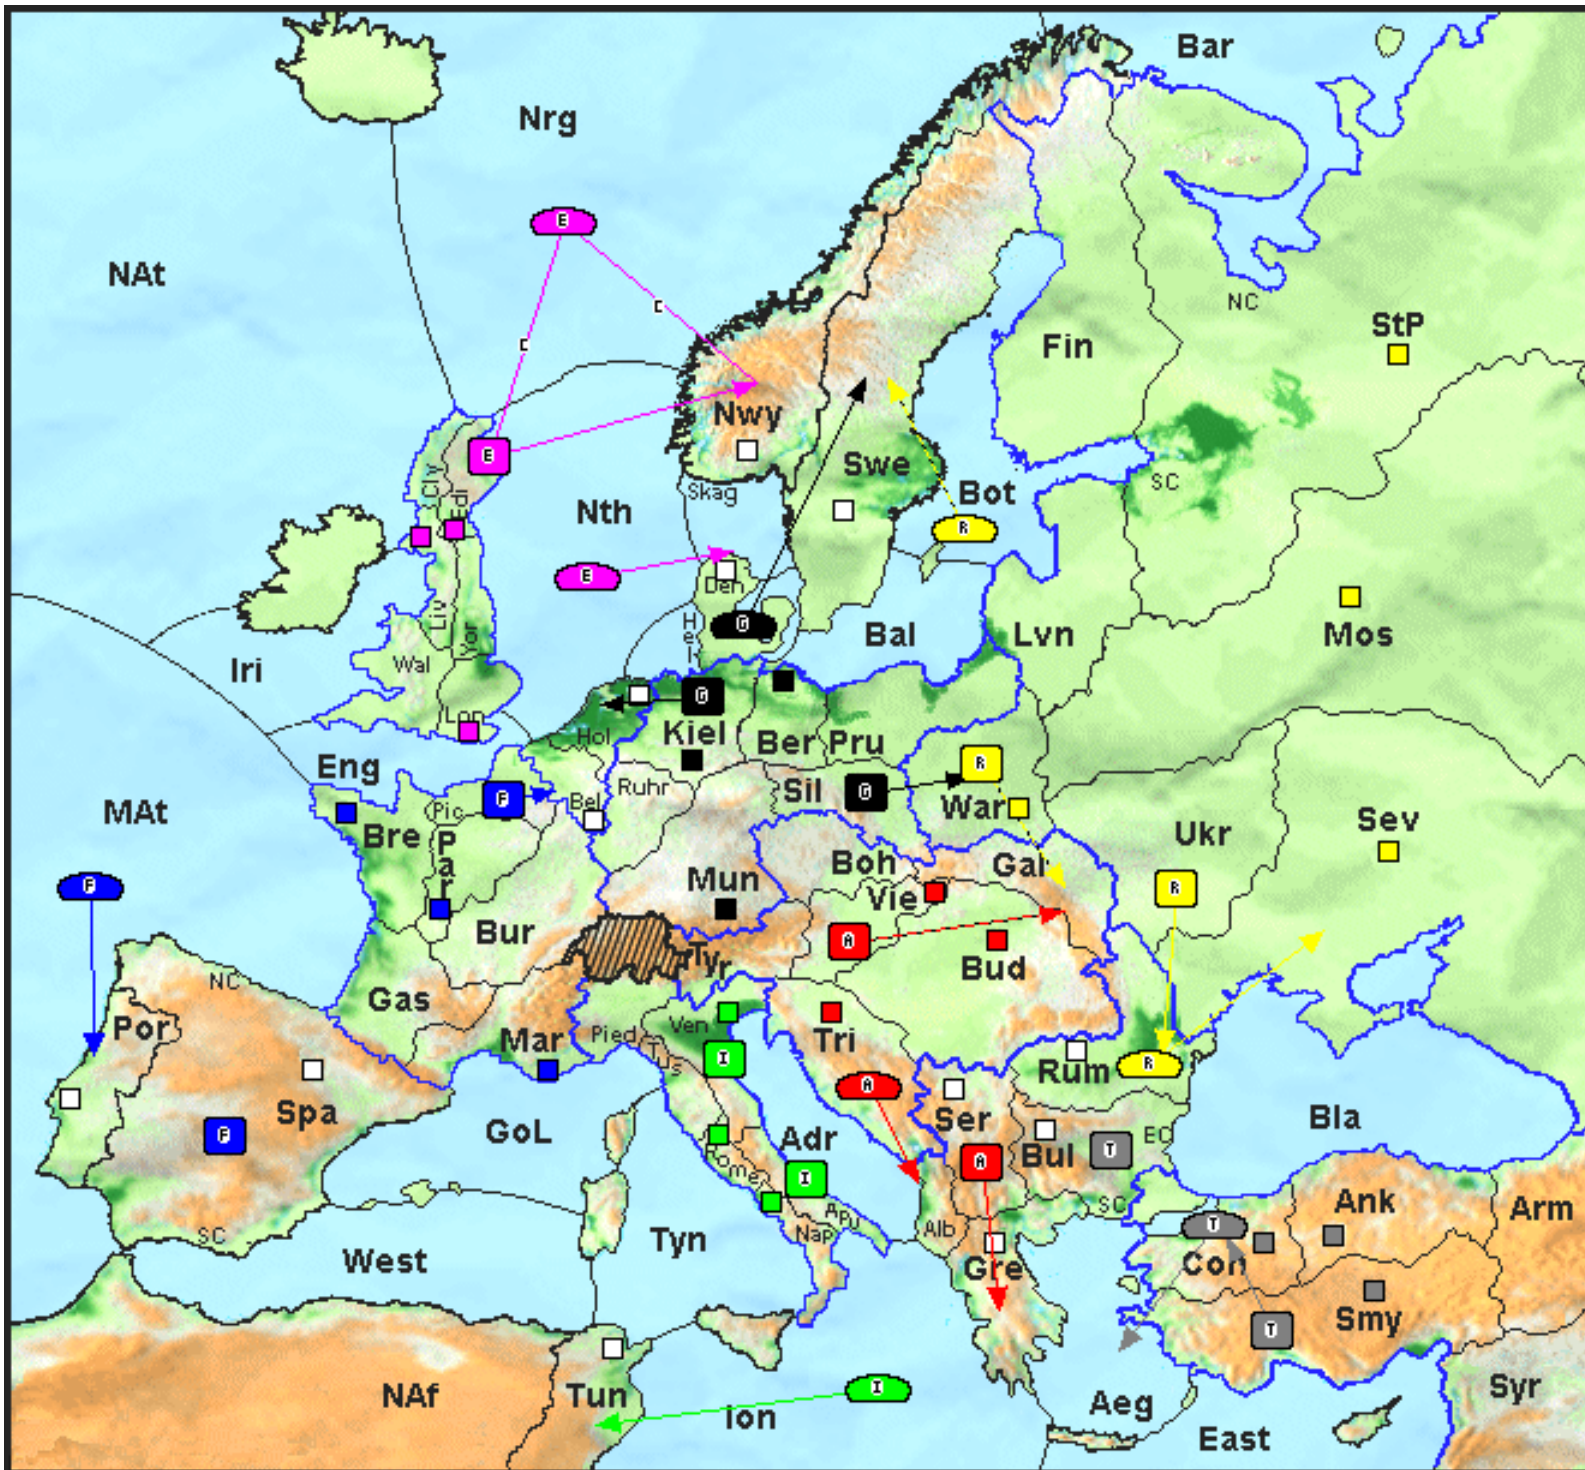 Bar
Nrg
E
NAt
C
NC
StP
C
Fin
Nwy
E
Swe
Cly
Edi
SC
Skag
Bot
Nth
R
E
Den
Hel
G
Liv
Yor
Bal
Lvn
Mos
Iri
Wal
G
Lon
Hol
Kiel
Ber
Pru
Eng
R
Ruhr
Sil
G
War
F
Pic
Bel
MAt
Bre
Par
Ukr
Sev
Boh
Gal
F
Mun
Vie
R
Bur
A
Tyr
Bud
NC
Gas
Por
Mar
Pied
Ven
Tri
Tus
I
R
Rum
A
Spa
Ser
GoL
Adr
Bla
F
Bul
T
EC
Rome
A
I
Ank
Arm
SC
Apu
SC
Nap
Alb
T
West
Tyn
Gre
Con
Smy
T
NAf
Tun
I
Ion
Aeg
Syr
East